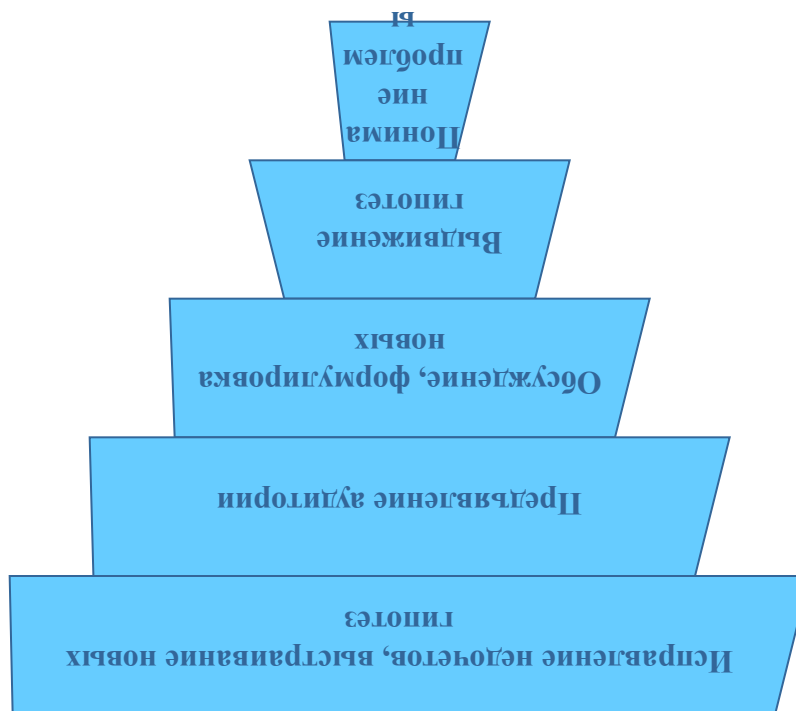 Исправление недочетов, выстраивание новых
гипотез
Предъявление аудитории
Обсуждение, формулировка
новых
Выдвижение
гипотез
Понима
ние
проблем
ы